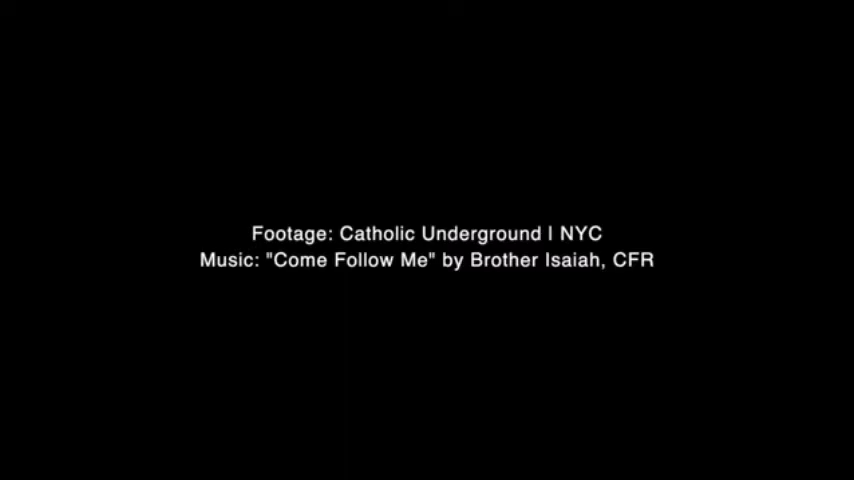 Footage: Catholic Underground | NYC
Music: "Come Follow Me" by Brother Isaiah, CFR